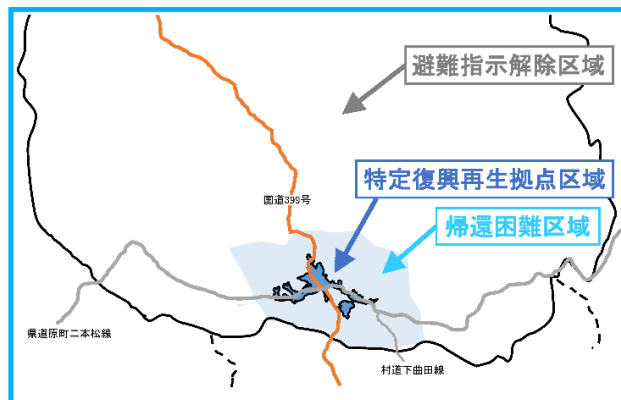 避難指示解除区域
特定復興再生拠点区域
国道399号
帰還困難区域
県道原町二本松線
村道下曲田線